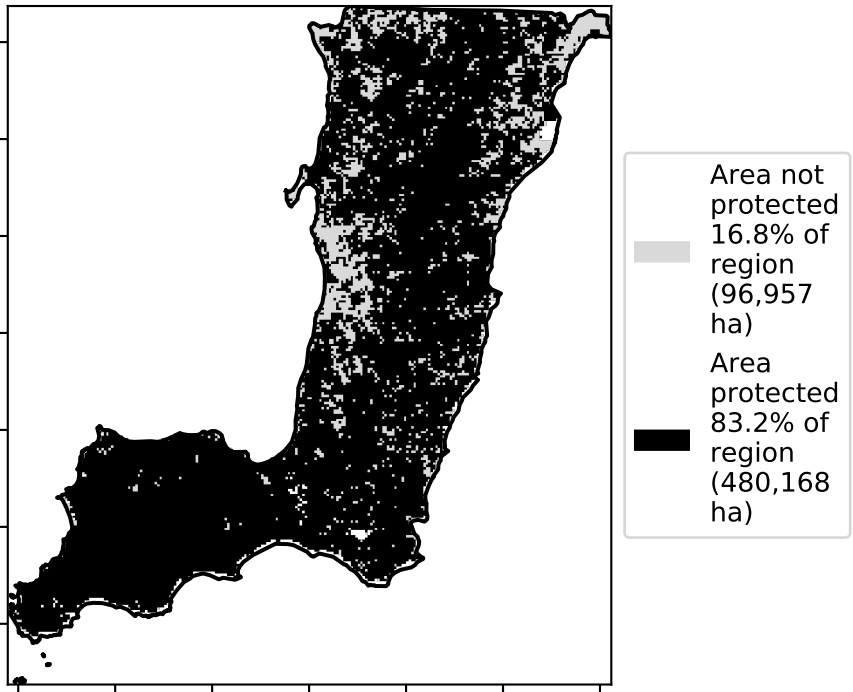 Area not
protected
16.8% of
region
(96,957
ha)
Area
protected
83.2% of
region
(480,168
ha)